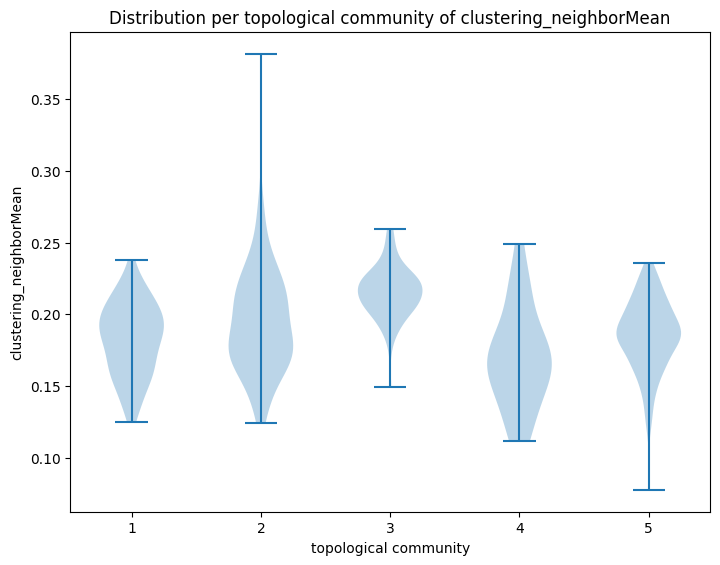 Distribution per topological community of clustering_neighborMean
clustering_neighborMean
0.35
0.30
0.25
0.20
0.15
0.10
1 2 3 4 5
topological community